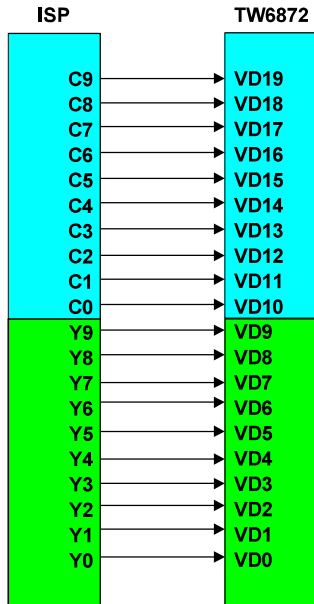 ISP TW6872
C9 VD19
C8 VD18
C7 VD17
C6 VD16
C5 VD15
C4 VD14
C3 VD13
C2 VD12
C1 VD11
C0 VD10
Y9 VD9
Y8 VD8
Y7 VD7
Y6 VD6
Y5 VD5
Y4 VD4
Y3 VD3
Y2 VD2
Y1 VD1
Y0 VD0